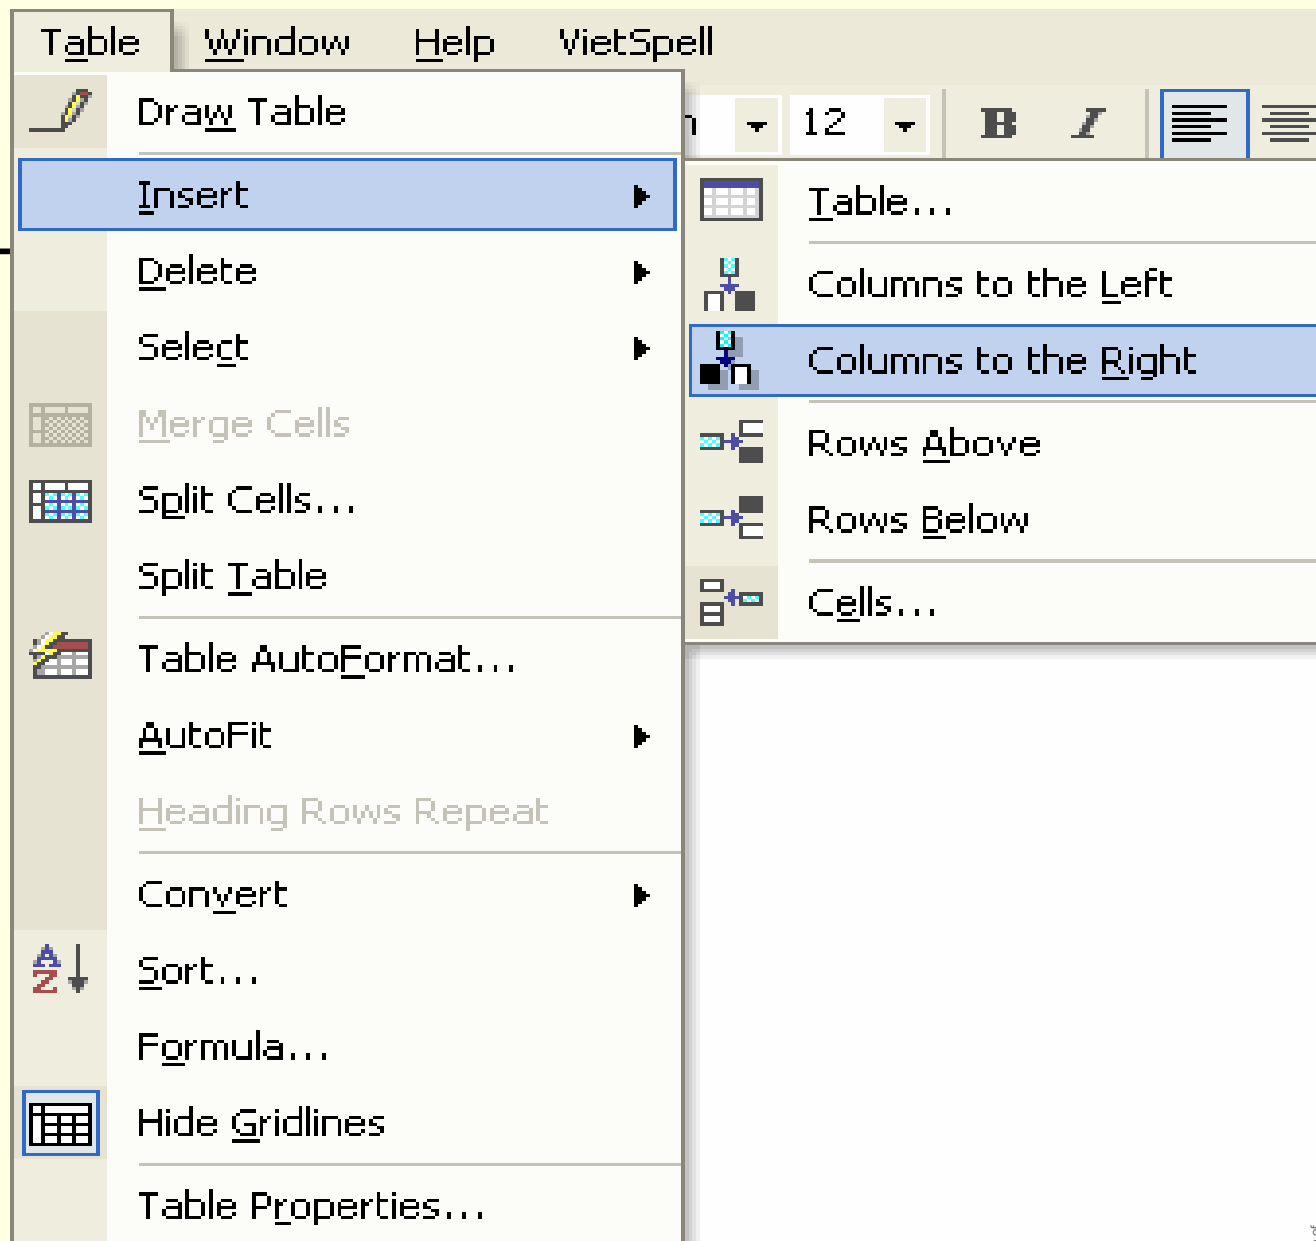 Table Window Help VietSpell
Draw Table
12 B I
Insert
Table...
Delete
Columns to the Left
Select
Columns to the Right
Merge Cells
Rows Above
Split Cells...
Rows Below
Split Table
Cells...
Table AutoFormat...
AutoFit
Heading Rows Repeat
Convert
A
Z
Sort...
Formula...
Hide Gridlines
Table Properties...